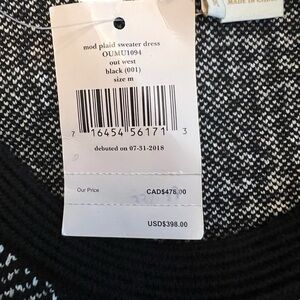 MADE IN CHINA
mod plaid sweater dress
OUMU1094
out west
black (001)
size m
7 16454 56171 3
debuted on 07-31-2018
Our Price CAD$478.00
USD$398.00